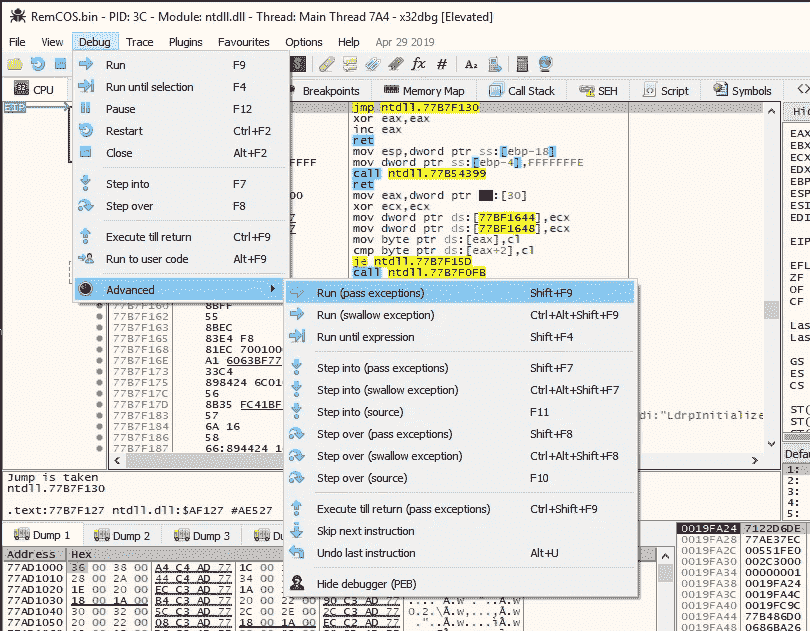 RemCOS.bin - PID: 3C - Module: ntdll.dll - Thread: Main Thread 7A4 - x32dbg [Elevated]
File View Debug Trace Plugins Favourites Options Help Apr 29 2019
CPU Breakpoints Memory Map Call Stack SEH Script Symbols
Run F9
Run until selection F4
Pause F12
Restart Ctrl+F2
Close Alt+F2
Step into F7
Step over F8
Execute till return Ctrl+F9
Run to user code Alt+F9
Advanced
jmp ntdll.77B7F130
xor eax,eax
inc eax
ret
mov esp,dword ptr ss:[ebp-18]
mov dword ptr ss:[ebp-4],FFFFFFFE
call ntdll.77B54399
ret
mov eax,dword ptr :[30]
xor ecx,ecx
mov dword ptr ds:[77BF1644],ecx
mov dword ptr ds:[77BF1648],ecx
mov byte ptr ds:[eax],cl
cmp byte ptr ds:[eax+2],cl
je ntdll.77B7F15D
call ntdll.77B7F0FB
77B7F160 8BFF
77B7F162 55
77B7F163 8BEC
77B7F165 83E4 F8
77B7F168 81EC 7001000
77B7F16E A1 6063BF77
77B7F173 33C4
77B7F175 898424 6C01
77B7F17C 56
77B7F17D 8B35 FC41BF
77B7F183 57
77B7F184 6A 16
77B7F186 58
77B7F187 66:894424 1
Run (pass exceptions) Shift+F9
Run (swallow exception) Ctrl+Alt+Shift+F9
Run until expression Shift+F4
Step into (pass exceptions) Shift+F7
Step into (swallow exception) Ctrl+Alt+Shift+F7
Step into (source) F11
Step over (pass exceptions) Shift+F8
Step over (swallow exception) Ctrl+Alt+Shift+F8
Step over (source) F10
Execute till return (pass exceptions) Ctrl+Shift+F9
Skip next instruction
Undo last instruction Alt+U
Hide debugger (PEB)
di:"LdrpInitialize
Hid
EAX
EBX
ECX
EDX
EBP
ESP
ESI
EDI
EIP
EFL
ZF
OF
CF
Las
Las
GS
ES
CS
ST(
ST(
Defau
1:
2:
3:
4:
5:
Jump is taken
ntdll.77B7F130
.text:77B7F127 ntdll.dll:$AF127 #AE527
Dump 1 Dump 2 Dump 3
Address Hex
77AD1000 36 00 38 00 A4 C4 AD 77
77AD1010 28 00 2A 00 44 C4 AD 77
77AD1020 1E 00 20 00 EC C3 AD 77
77AD1030 18 00 1A 00 B4 C3 AD 77
77AD1040 30 00 32 00 5C C3 AD 77
77AD1050 20 00 22 00 08 C3 AD 77 18 00 1A 00
0019FA24 7122D6DE
0019FA28 77AE37EC
0019FA2C 00551FE0
0019FA30 002C3000
0019FA34 00000001
0019FA38 0019FA24
0019FA3C 0019FA4C
0019FA40 0019FC9C
0019FA44 77B486D0
0019FA48 0686BA26